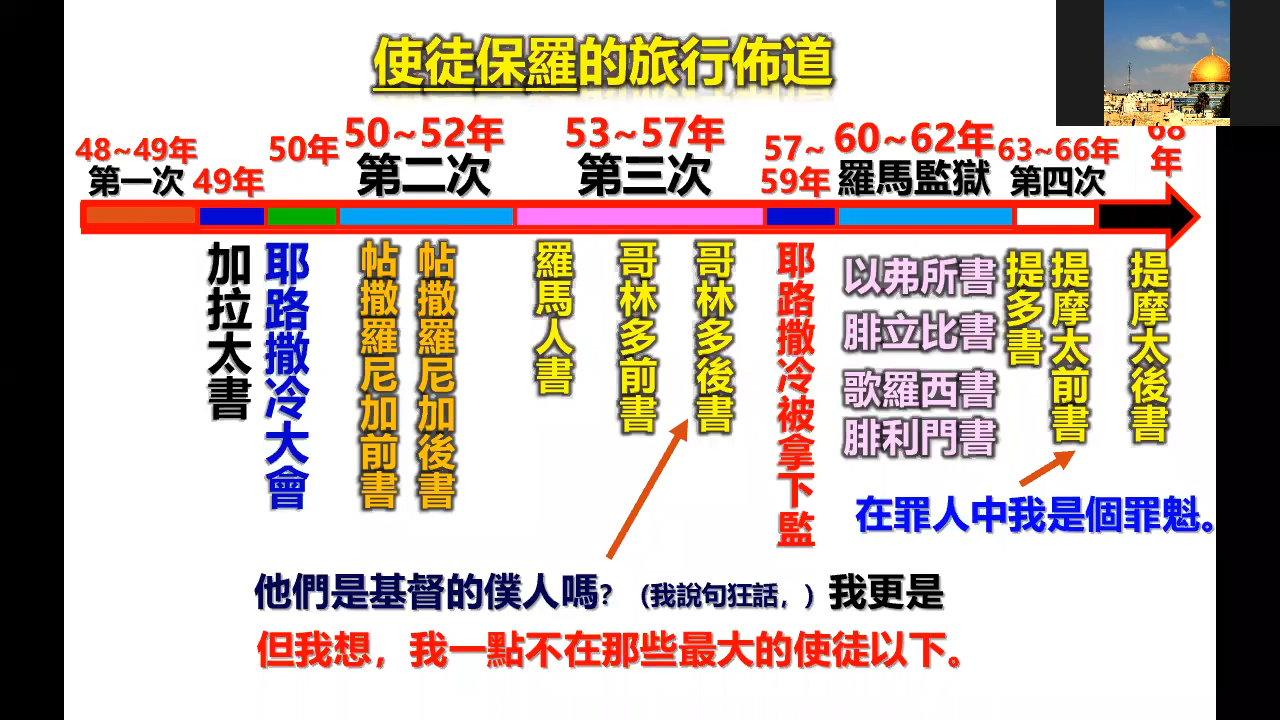 使徒保羅的旅行佈道
48~49年
第一次
49年
50年
50~52年
第二次
53~57年
第三次
57~
59年
60~62年
羅馬監獄
63~66年
第四次
68
年
加拉太書
耶路撒冷大會
帖撒羅尼加前書
帖撒羅尼加後書
羅馬人書
哥林多前書
哥林多後書
耶路撒冷被拿下監
以弗所書
腓立比書
歌羅西書
腓利門書
提多書
提摩太前書
提摩太後書
在罪人中我是個罪魁。
他們是基督的僕人嗎?（我說句狂話，）我更是
但我想，我一點不在那些最大的使徒以下。